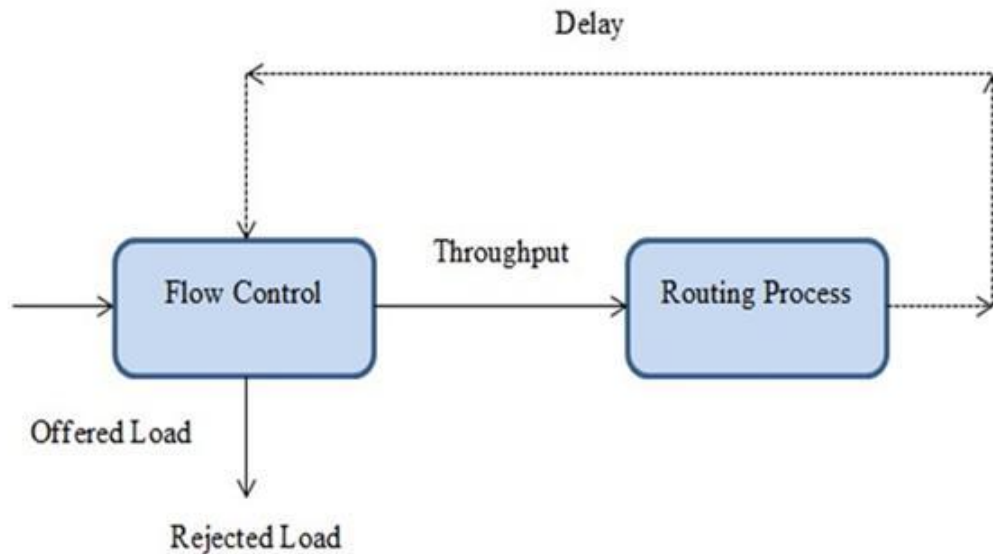 Delay
Throughput
Flow Control
Routing Process
Offered Load
Rejected Load